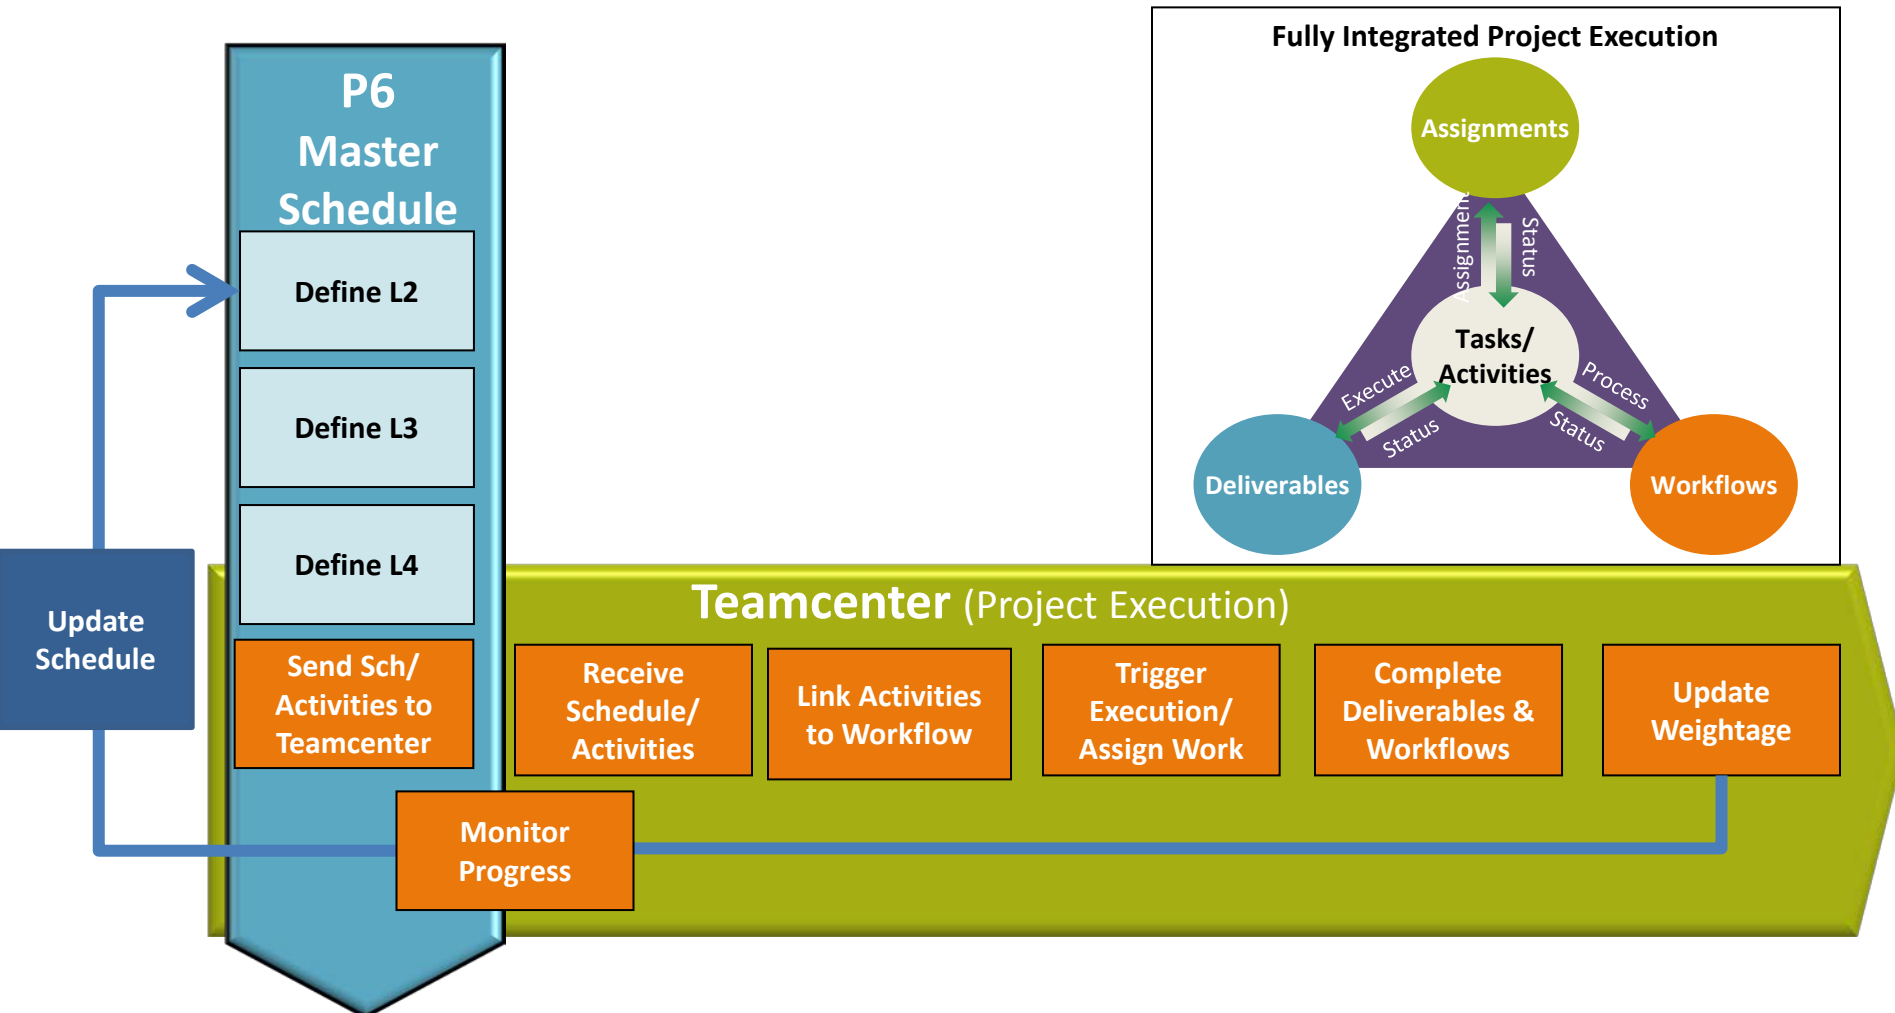 Fully Integrated Project Execution
Assignments
Assignment
Status
Tasks/
Activities
Execute
Status
Process
Status
Deliverables
Workflows
P6
Master
Schedule
Define L2
Define L3
Define L4
Send Sch/
Activities to
Teamcenter
Update
Schedule
Teamcenter (Project Execution)
Receive
Schedule/
Activities
Link Activities
to Workflow
Trigger
Execution/
Assign Work
Complete
Deliverables &
Workflows
Update
Weightage
Monitor
Progress